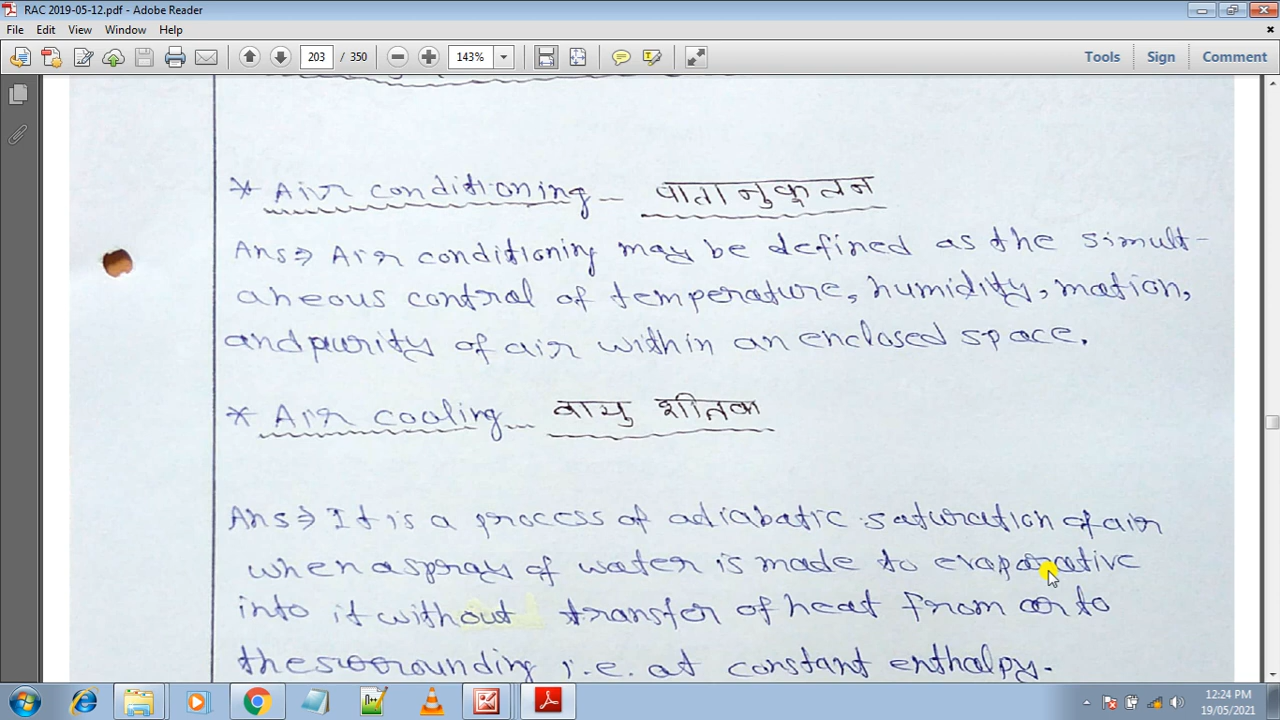 RAC 2019-05-12.pdf - Adobe Reader
File Edit View Window Help
203 / 350 143% Tools Sign Comment
* Air conditioning - वातानुकुलन
Ans⇒ Air conditioning may be defined as the simult-
aneous control of temperature, humidity, mation,
and purity of air within an enclosed space.
* Air cooling - वायु शीतक
Ans⇒ It is a process of adiabatic saturation of air
when a spray of water is made to evaporative
into it without transfer of heat from or to
the sorrounding i.e. at constant enthalpy.
12:24 PM
19/05/2021